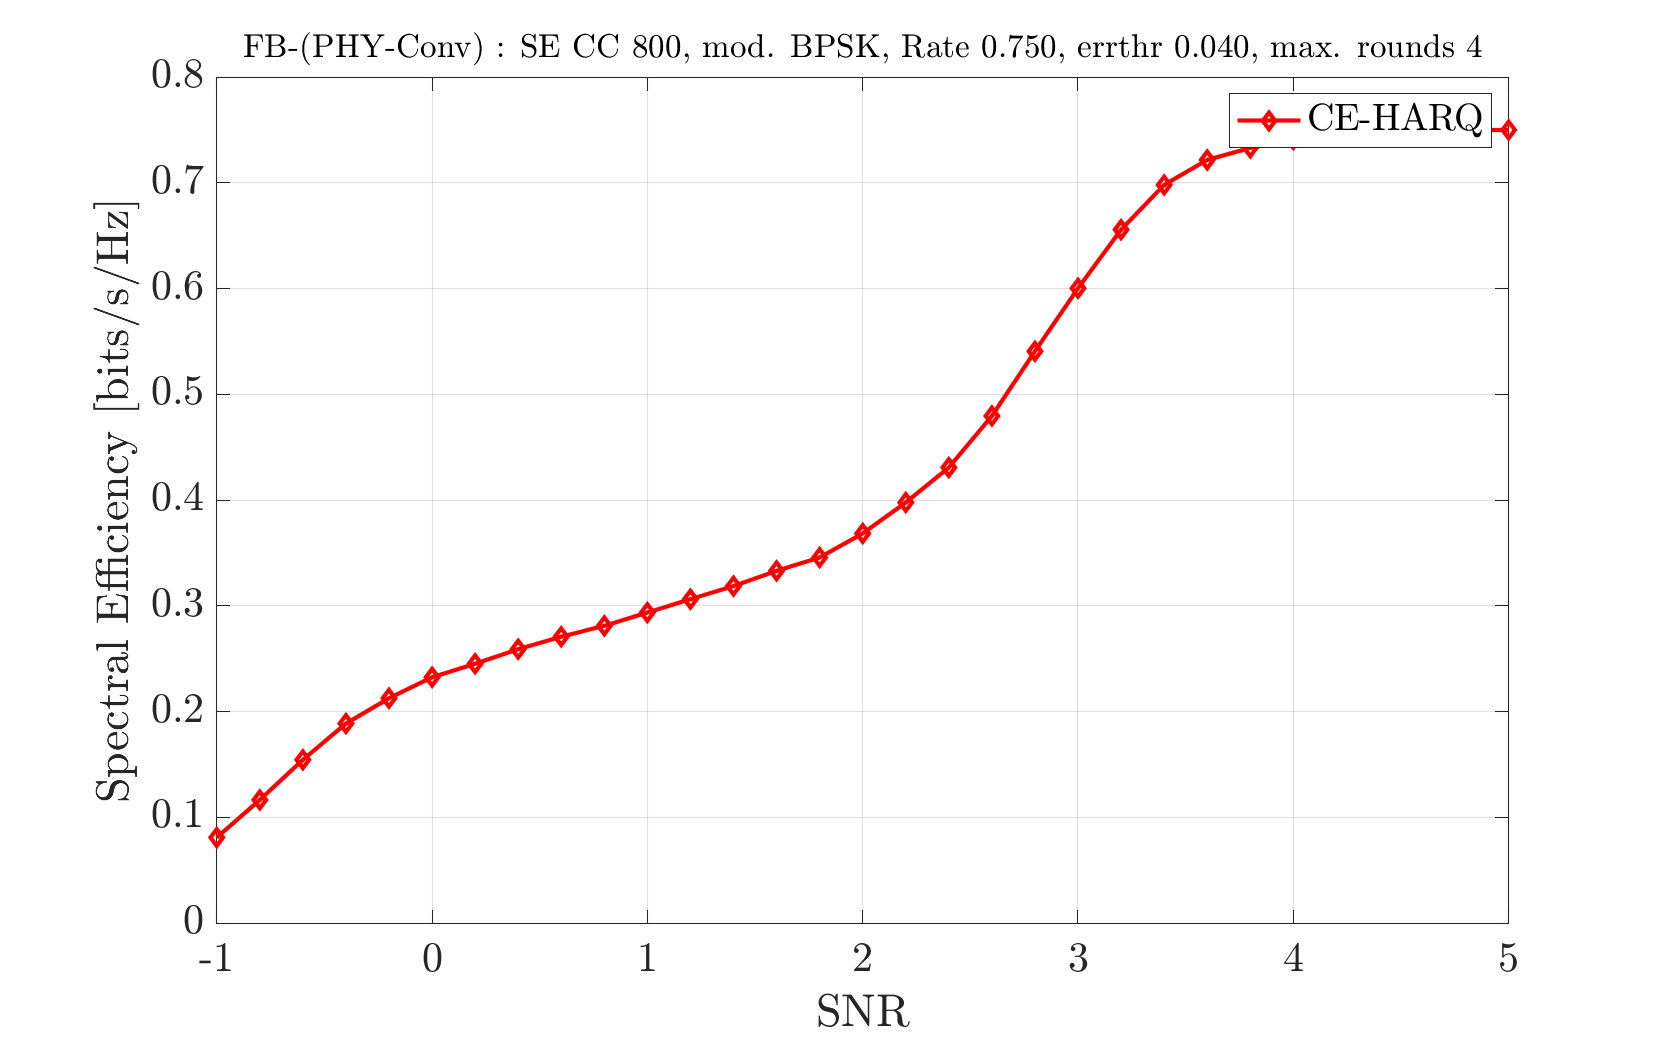 FB-(PHY-Conv) : SE CC 800, mod. BPSK, Rate 0.750, errthr 0.040, max. rounds 4
CE-HARQ
Spectral Efficiency [bits/s/Hz]
0.8
0.7
0.6
0.5
0.4
0.3
0.2
0.1
0
-1 0 1 2 3 4 5
SNR